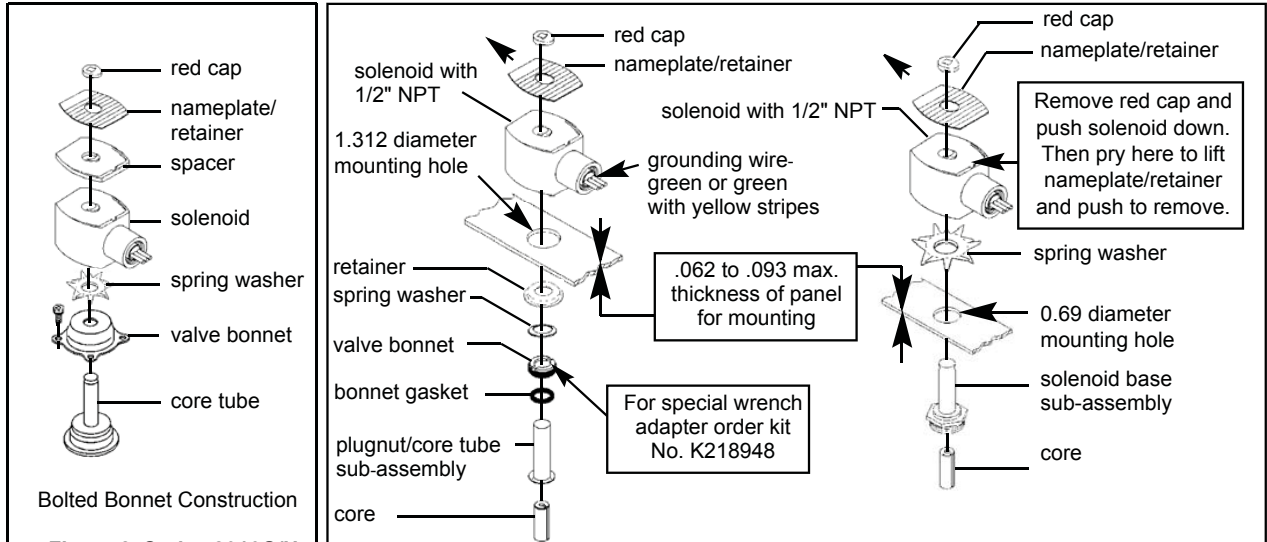 red cap
nameplate/
retainer
spacer
solenoid
spring washer
valve bonnet
core tube
Bolted Bonnet Construction
red cap
nameplate/retainer
solenoid with
1/2" NPT
1.312 diameter
mounting hole
grounding wire-
green or green
with yellow stripes
retainer
spring washer
valve bonnet
bonnet gasket
plugnut/core tube
sub-assembly
core
.062 to .093 max.
thickness of panel
for mounting
For special wrench
adapter order kit
No. K218948
red cap
nameplate/retainer
solenoid with 1/2" NPT
Remove red cap and
push solenoid down.
Then pry here to lift
nameplate/retainer
and push to remove.
spring washer
0.69 diameter
mounting hole
solenoid base
sub-assembly
core